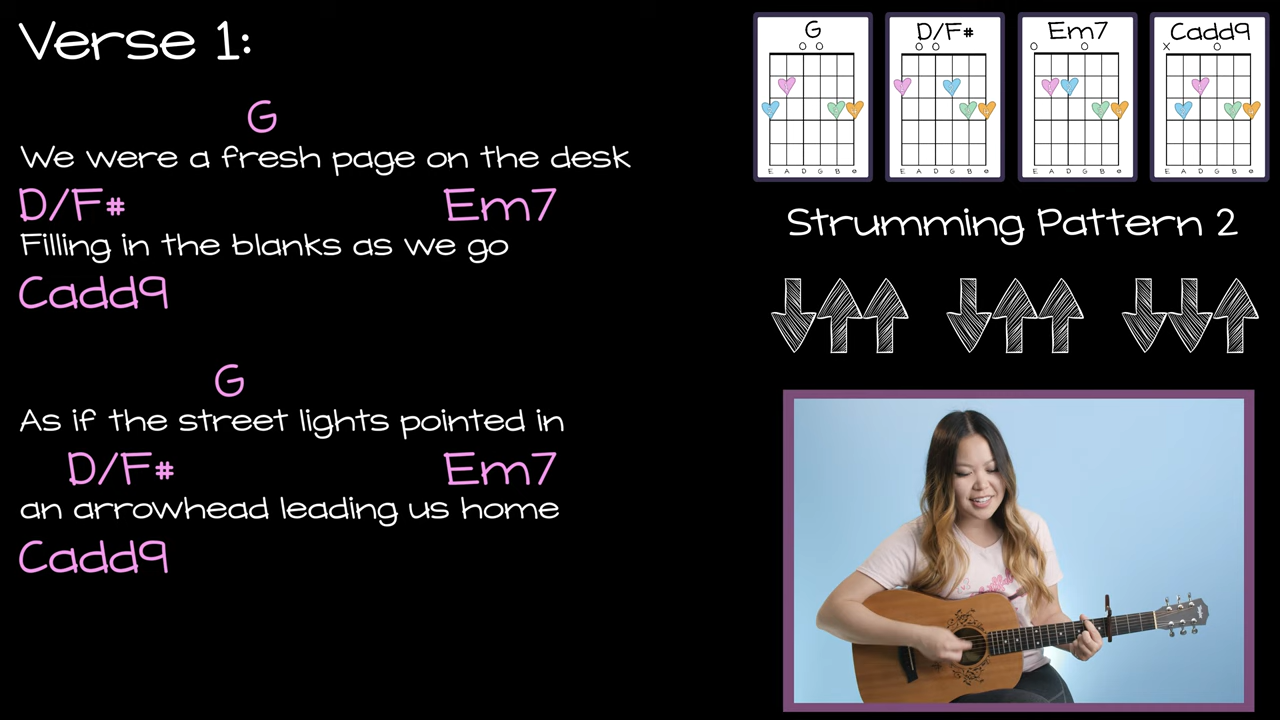 Verse 1:
G
We were a fresh page on the desk
D/F# Em7
Filling in the blanks as we go
Cadd9
G
As if the street lights pointed in
D/F# Em7
an arrowhead leading us home
Cadd9
G
O O
E A D G B e
D/F#
O O
E A D G B e
Em7
O O
E A D G B e
Cadd9
X O
E A D G B e
Strumming Pattern 2